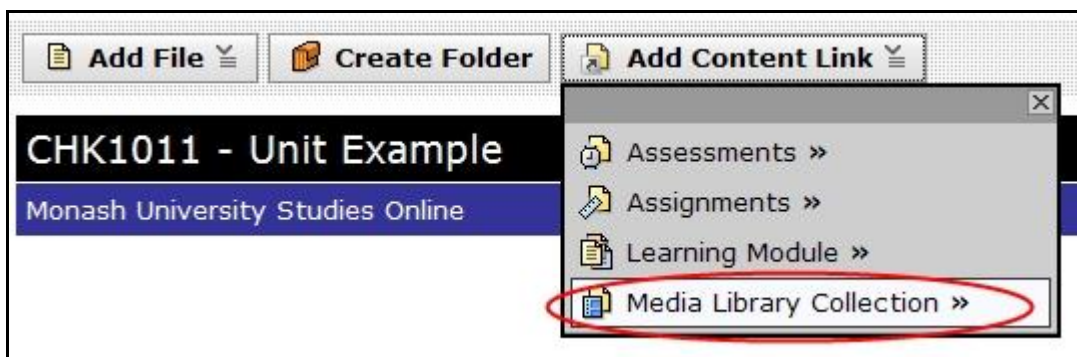 Add File Create Folder Add Content Link
CHK1011 - Unit Example
Monash University Studies Online
Assessments »
Assignments »
Learning Module »
Media Library Collection »